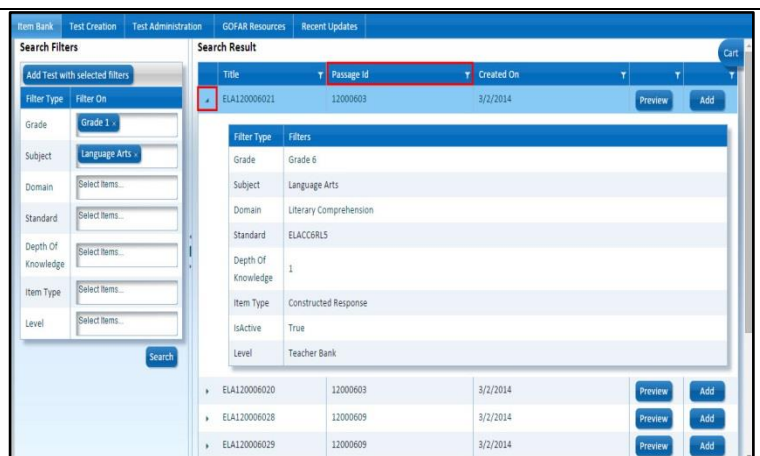 Item Bank Test Creation Test Administration GOFAR Resources Recent Updates
Search Filters
Add Test with selected filters
Filter Type Filter On
Grade Grade 1 ×
Subject Language Arts ×
Domain Select Items...
Standard Select Items...
Depth Of
Knowledge Select Items...
Item Type Select Items...
Level Select Items...
Search
Search Result
Cart
Title Passage Id Created On
ELA120006021 12000603 3/2/2014 Preview Add
Filter Type Filters
Grade Grade 6
Subject Language Arts
Domain Literary Comprehension
Standard ELACC6RL5
Depth Of
Knowledge 1
Item Type Constructed Response
IsActive True
Level Teacher Bank
ELA120006020 12000603 3/2/2014 Preview Add
ELA120006028 12000609 3/2/2014 Preview Add
ELA120006029 12000609 3/2/2014 Preview Add